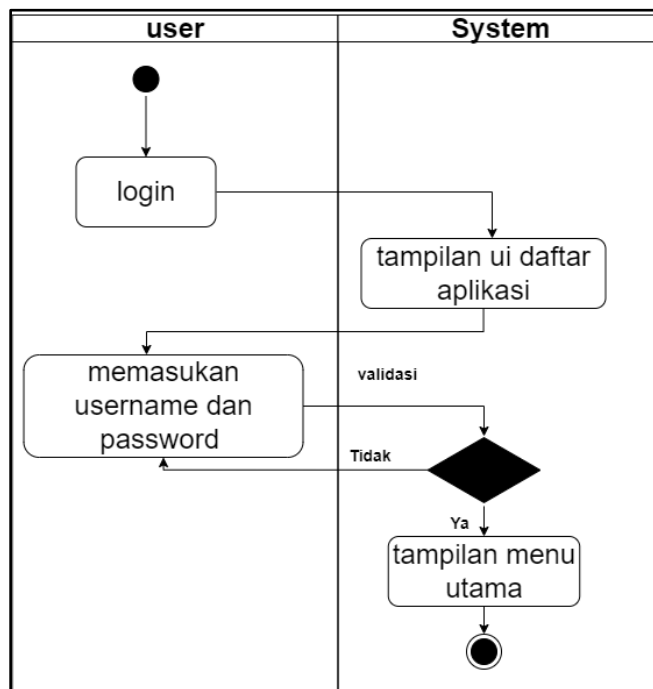 user
System
login
tampilan ui daftar
aplikasi
memasukan
username dan
password
validasi
Tidak
Ya
tampilan menu
utama